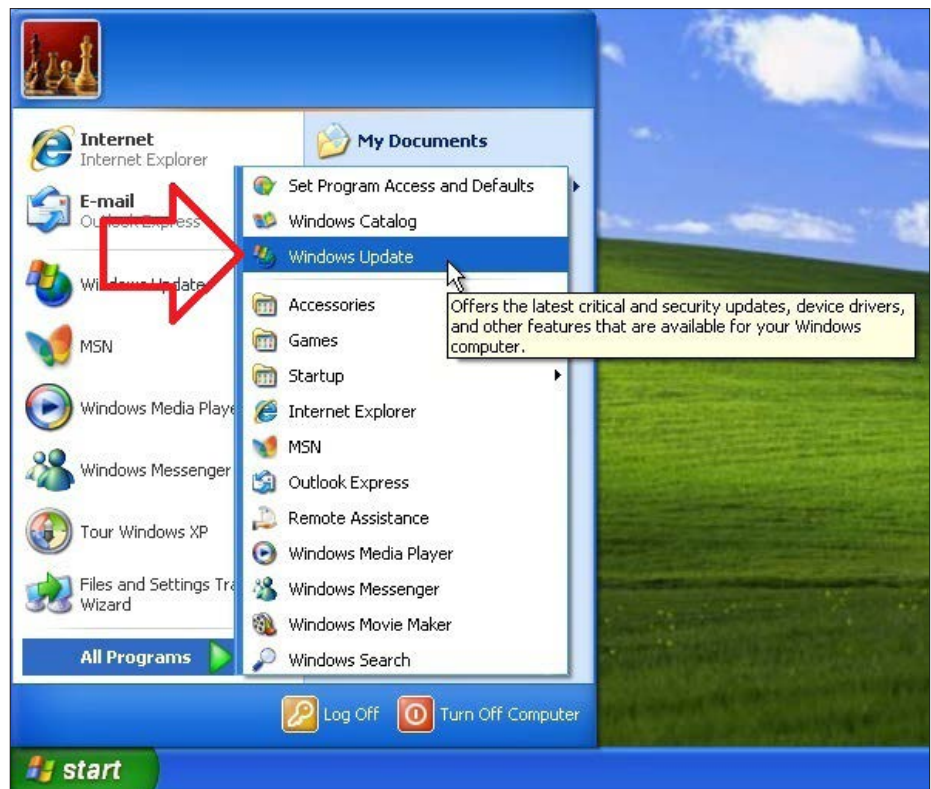 Internet
Internet Explorer
E-mail
Outlook Express
Windows Update
MSN
Windows Media Playe
Windows Messenger
Tour Windows XP
Files and Settings Tra
Wizard
All Programs
My Documents
Set Program Access and Defaults
Windows Catalog
Windows Update
Accessories
Games
Startup
Internet Explorer
MSN
Outlook Express
Remote Assistance
Windows Media Player
Windows Messenger
Windows Movie Maker
Windows Search
Offers the latest critical and security updates, device drivers,
and other features that are available for your Windows
computer.
Log Off
Turn Off Computer
start